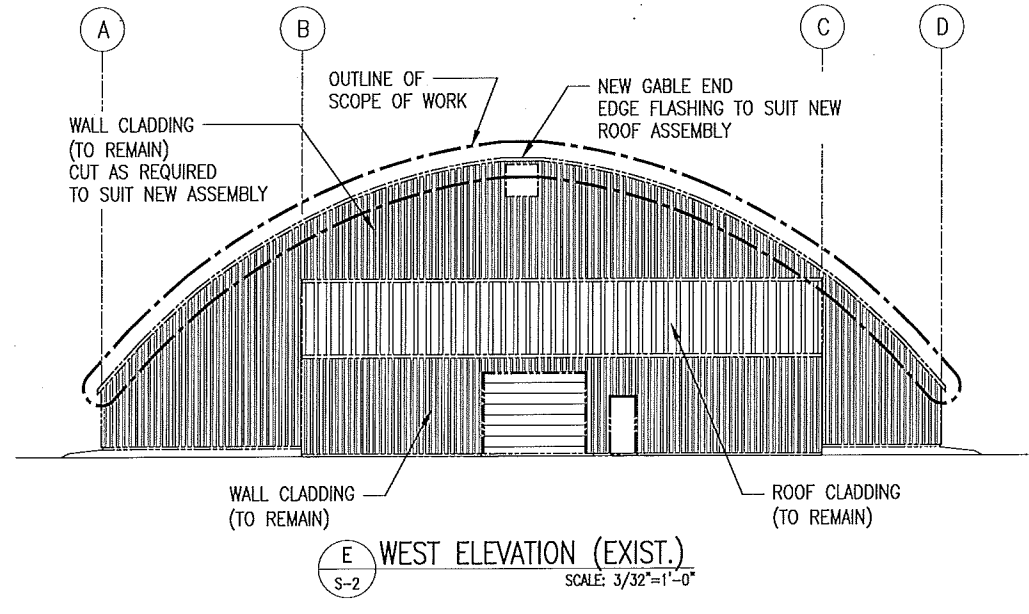 A
B
C
D
OUTLINE OF
SCOPE OF WORK
NEW GABLE END
EDGE FLASHING TO SUIT NEW
ROOF ASSEMBLY
WALL CLADDING
(TO REMAIN)
CUT AS REQUIRED
TO SUIT NEW ASSEMBLY
WALL CLADDING
(TO REMAIN)
ROOF CLADDING
(TO REMAIN)
E
S-2
WEST ELEVATION (EXIST.)
SCALE: 3/32"=1'-0"